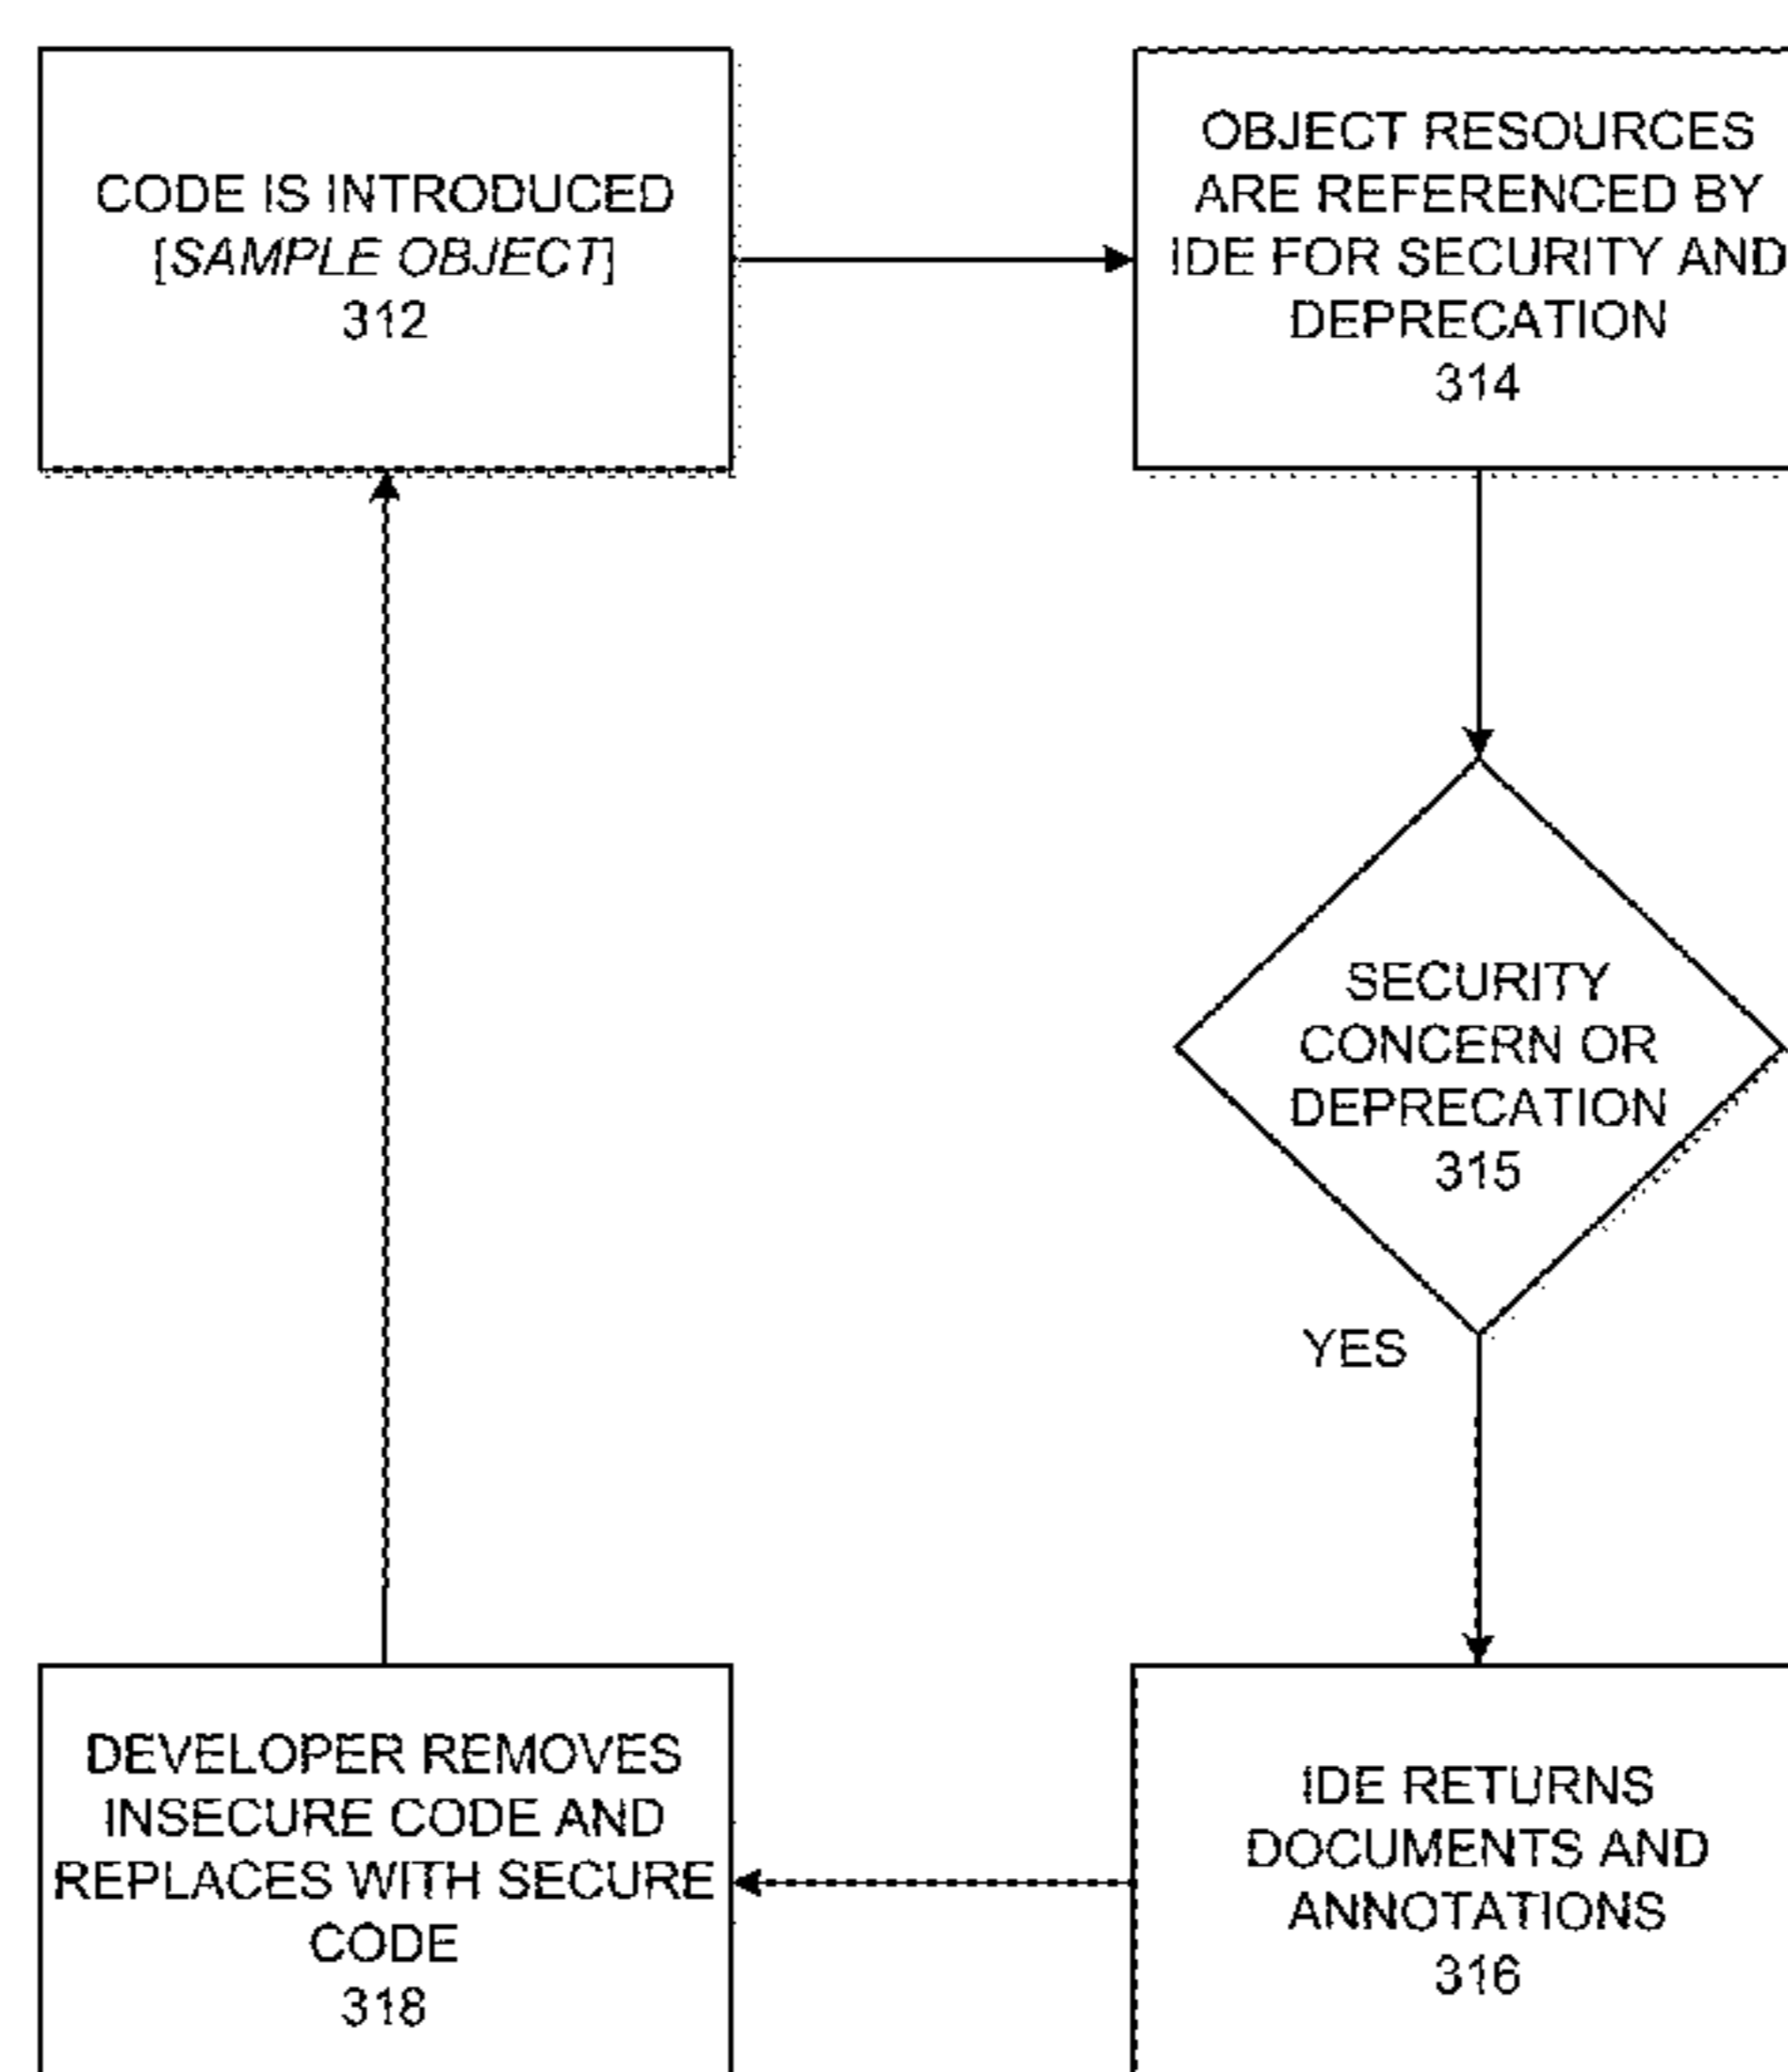 CODE IS INTRODUCED
[SAMPLE OBJECT]
312
OBJECT RESOURCES
ARE REFERENCED BY
IDE FOR SECURITY AND
DEPRECATION
314
SECURITY
CONCERN OR
DEPRECATION
315
YES
IDE RETURNS
DOCUMENTS AND
ANNOTATIONS
316
DEVELOPER REMOVES
INSECURE CODE AND
REPLACES WITH SECURE
CODE
318